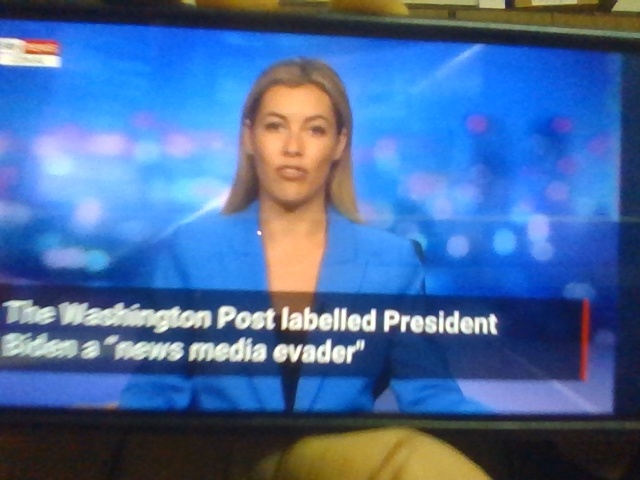 The Washington Post labelled President
Biden a "news media evader"